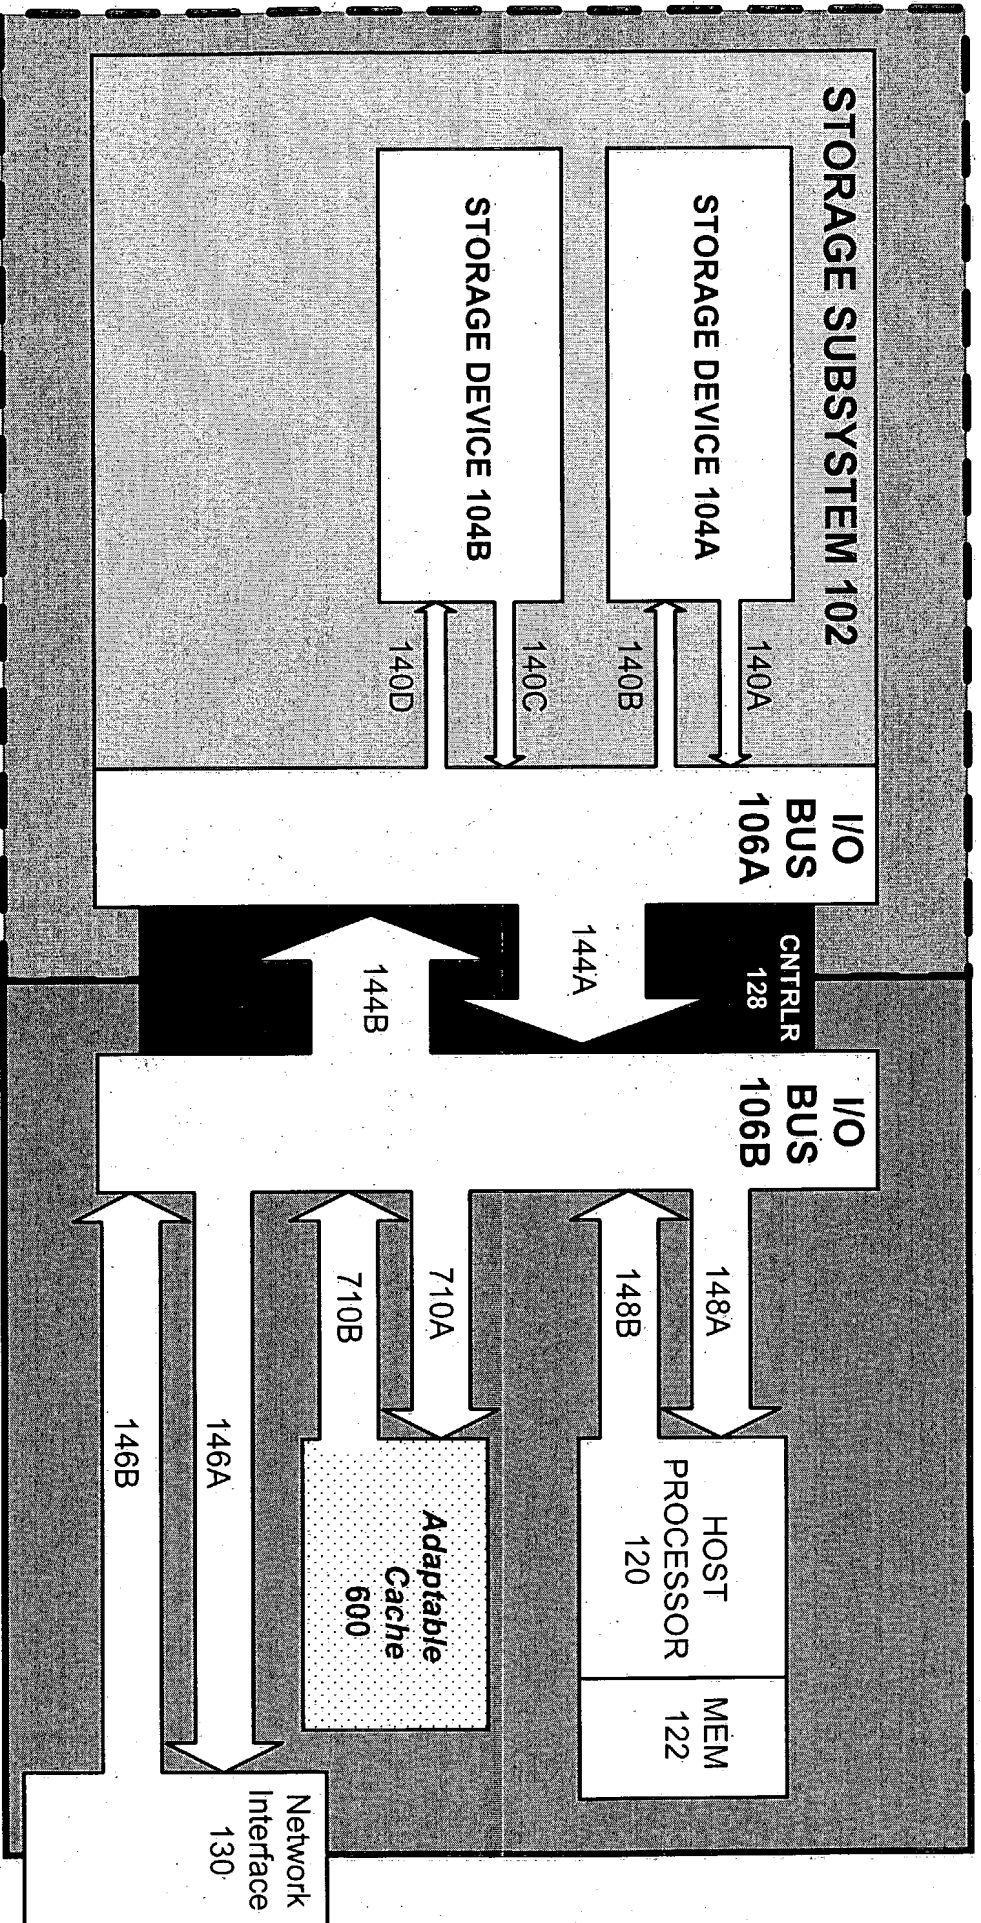 STORAGE SUBSYSTEM 102
STORAGE DEVICE 104A
STORAGE DEVICE 104B
140A
140B
140C
140D
I/O
BUS
106A
CNTRLR
128
144A
144B
I/O
BUS
106B
148A
148B
710A
710B
146A
146B
HOST
PROCESSOR
120
MEM
122
Adaptable
Cache
600
Network
Interface
130